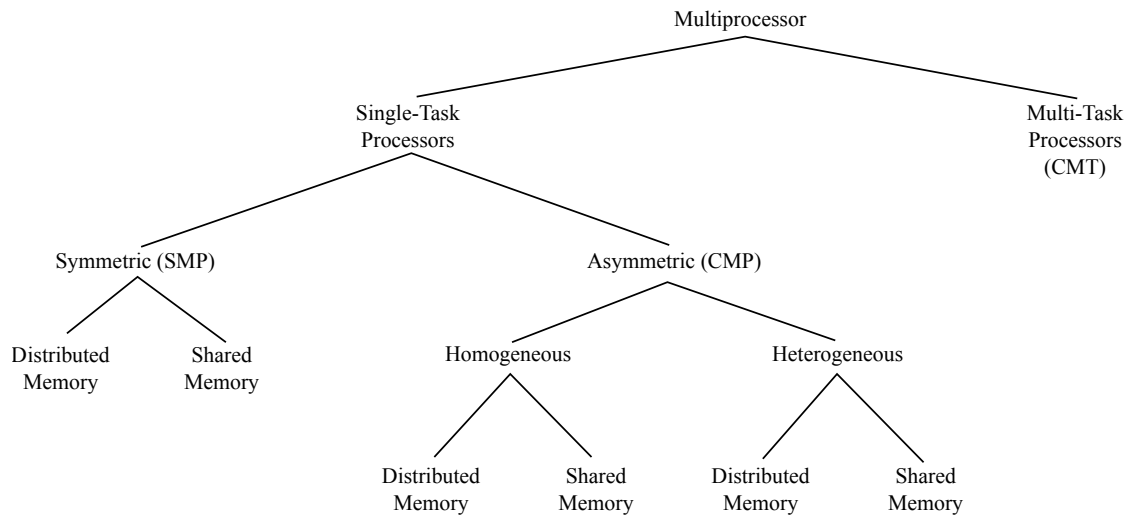 Multiprocessor
Single-Task
Processors
Multi-Task
Processors
(CMT)
Symmetric (SMP)
Asymmetric (CMP)
Distributed
Memory
Shared
Memory
Homogeneous
Heterogeneous
Distributed
Memory
Shared
Memory
Distributed
Memory
Shared
Memory